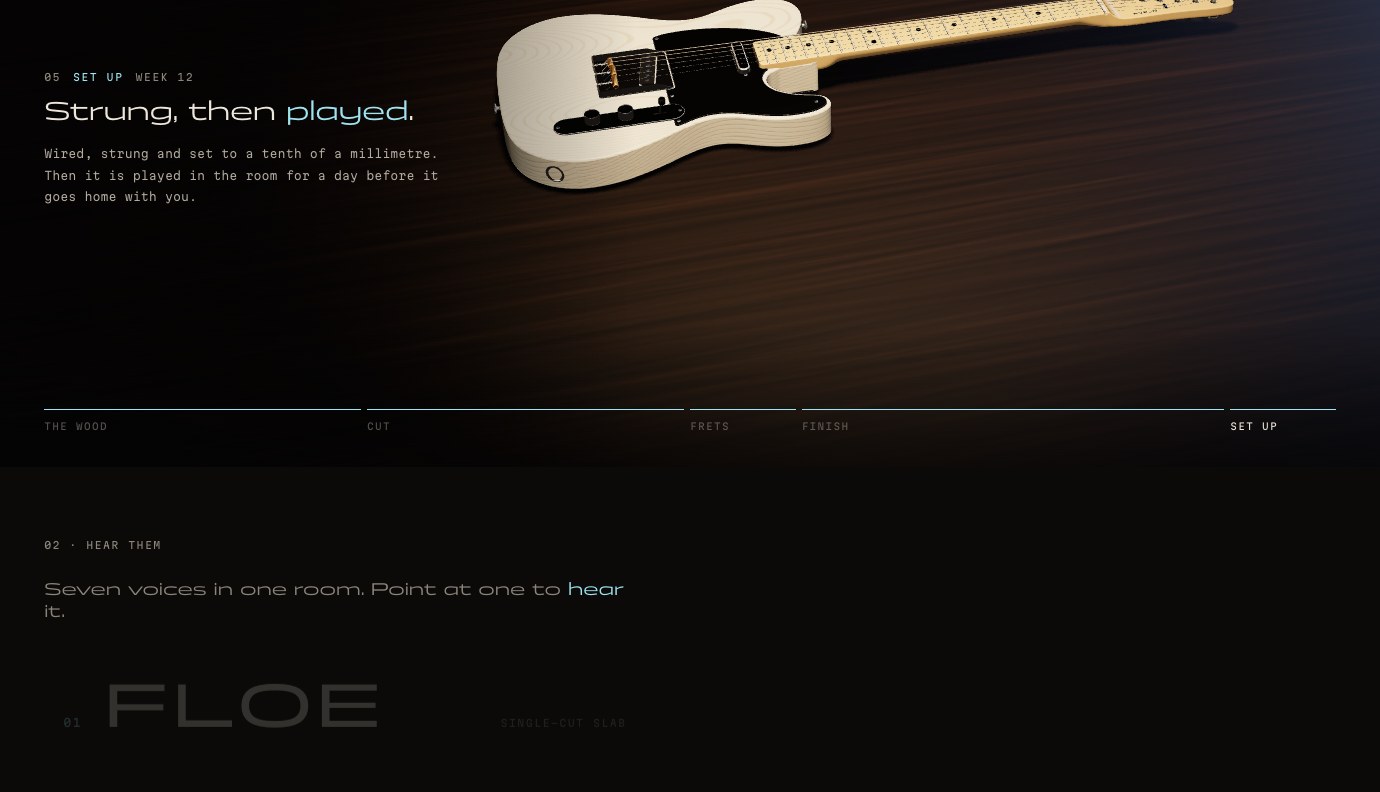 05 SET UP WEEK 12
Strung, then played.
Wired, strung and set to a tenth of a millimetre.
Then it is played in the room for a day before it
goes home with you.
THE WOOD CUT FRETS FINISH SET UP
02 · HEAR THEM
Seven voices in one room. Point at one to hear
it.
01 FLOE SINGLE-CUT SLAB